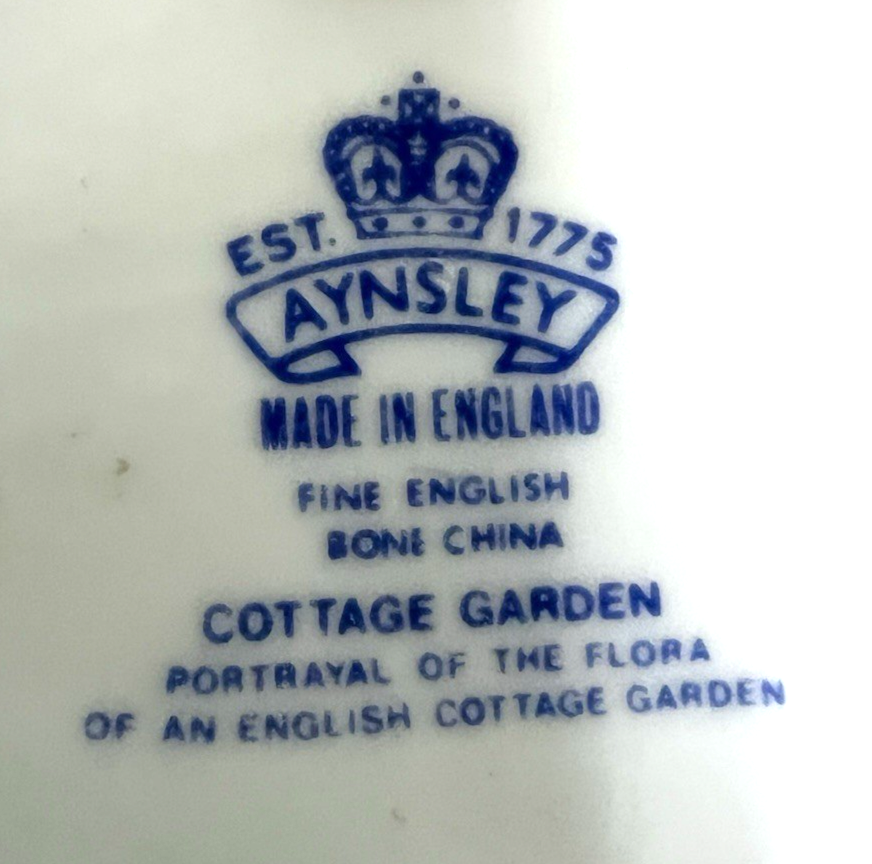 EST. 1775
AYNSLEY
MADE IN ENGLAND
FINE ENGLISH
BONE CHINA
COTTAGE GARDEN
PORTRAYAL OF THE FLORA
OF AN ENGLISH COTTAGE GARDEN